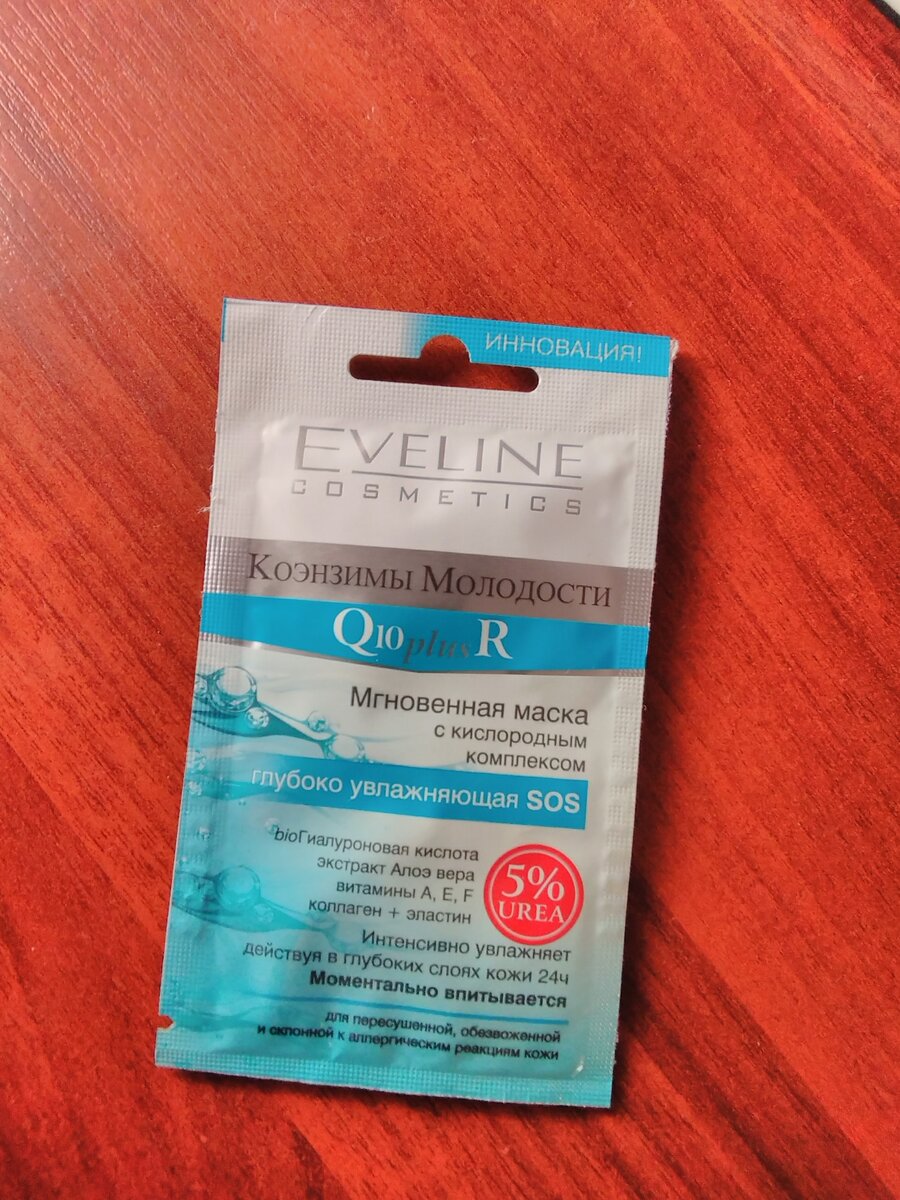 ИННОВАЦИЯ!
EVELINE
COSMETICS
Коэнзимы Молодости
Q10 plus R
Мгновенная маска
с кислородным
комплексом
глубоко увлажняющая SOS
bioГиалуроновая кислота
экстракт Алоэ вера
витамины A, E, F
коллаген + эластин
5%
UREA
Интенсивно увлажняет
действуя в глубоких слоях кожи 24ч
Моментально впитывается
для пересушенной, обезвоженной
и склонной к аллергическим реакциям кожи